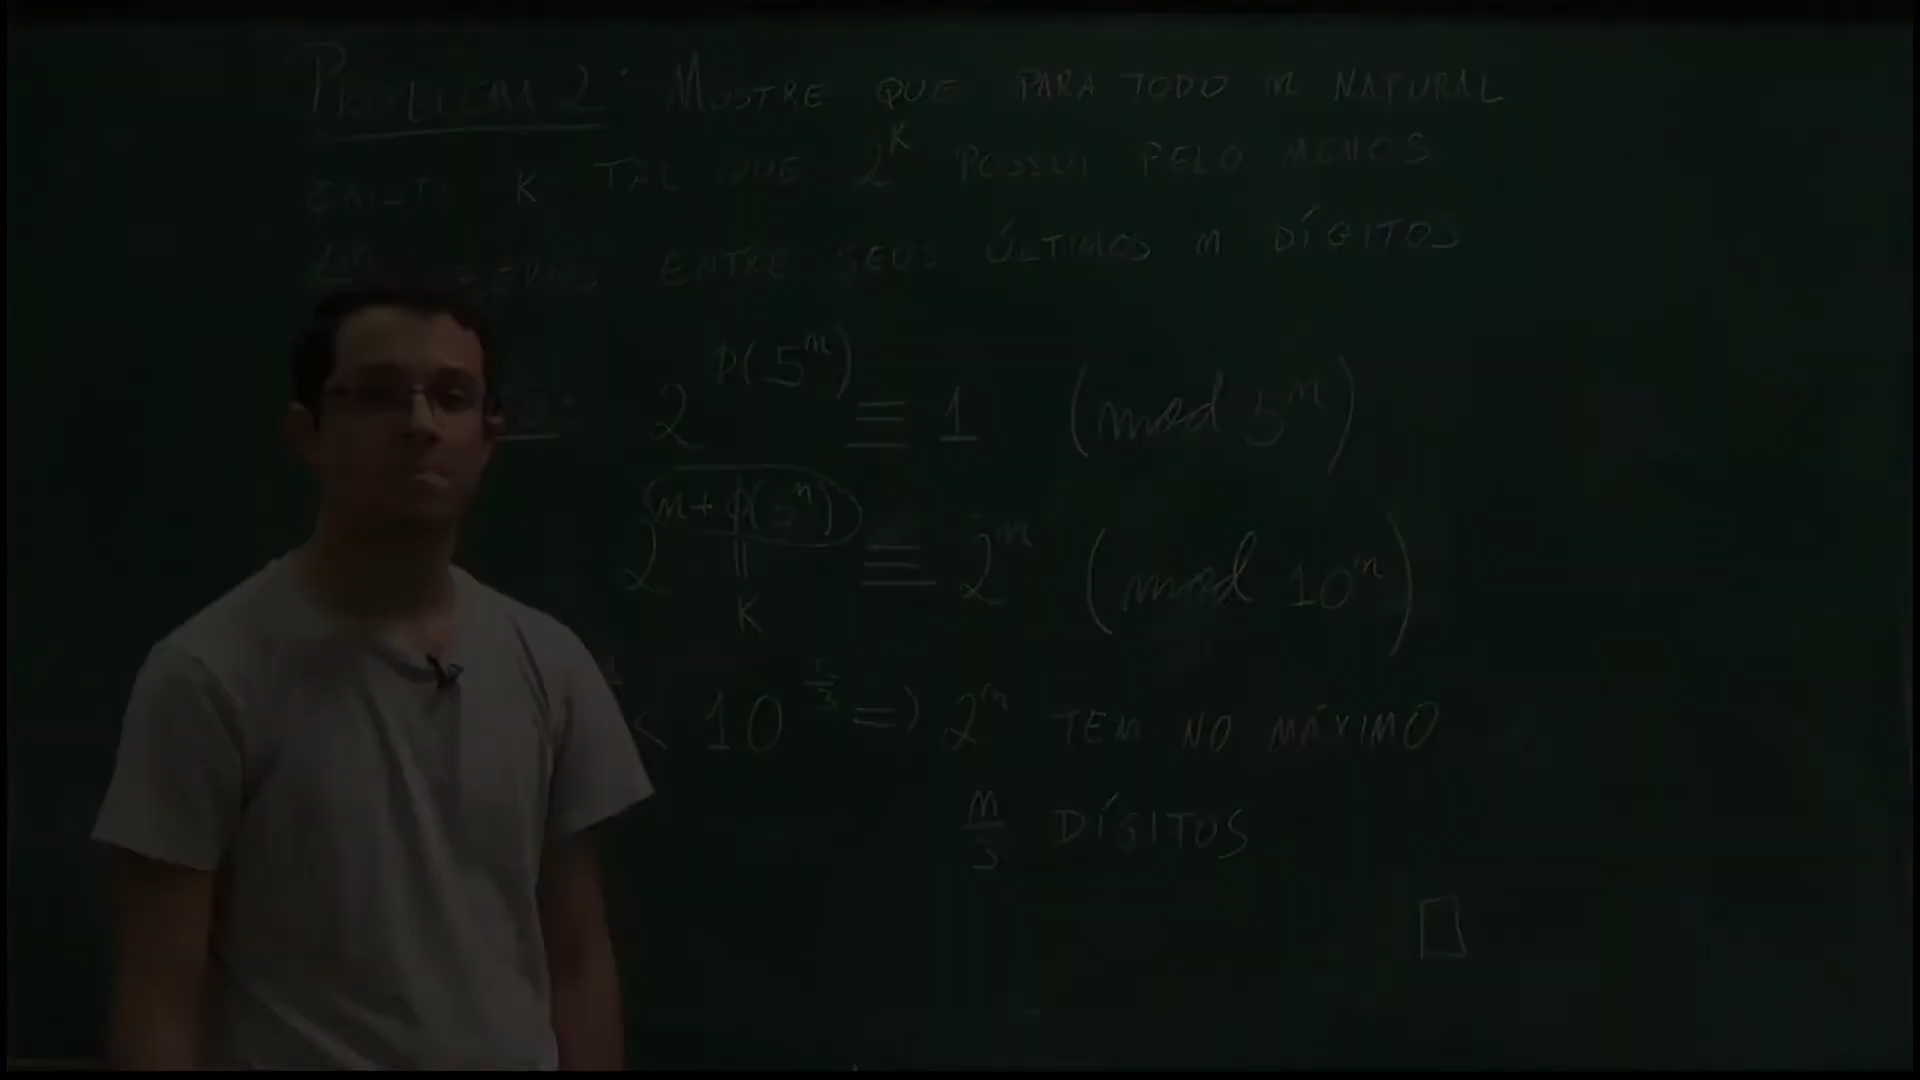 PROBLEMA 2: MOSTRE QUE PARA TODO n NATURAL
EXISTE K TAL QUE 2^K POSSUI PELO MENOS
ENTRE SEUS ÚLTIMOS n DÍGITOS
2^φ(5^n) ≡ 1 (mod 5^n)
2^n+φ(5^n) ≡ 2^n (mod 10^n)
K
< 10^1/3 => 2^n TEM NO MÁXIMO
n/3 DÍGITOS